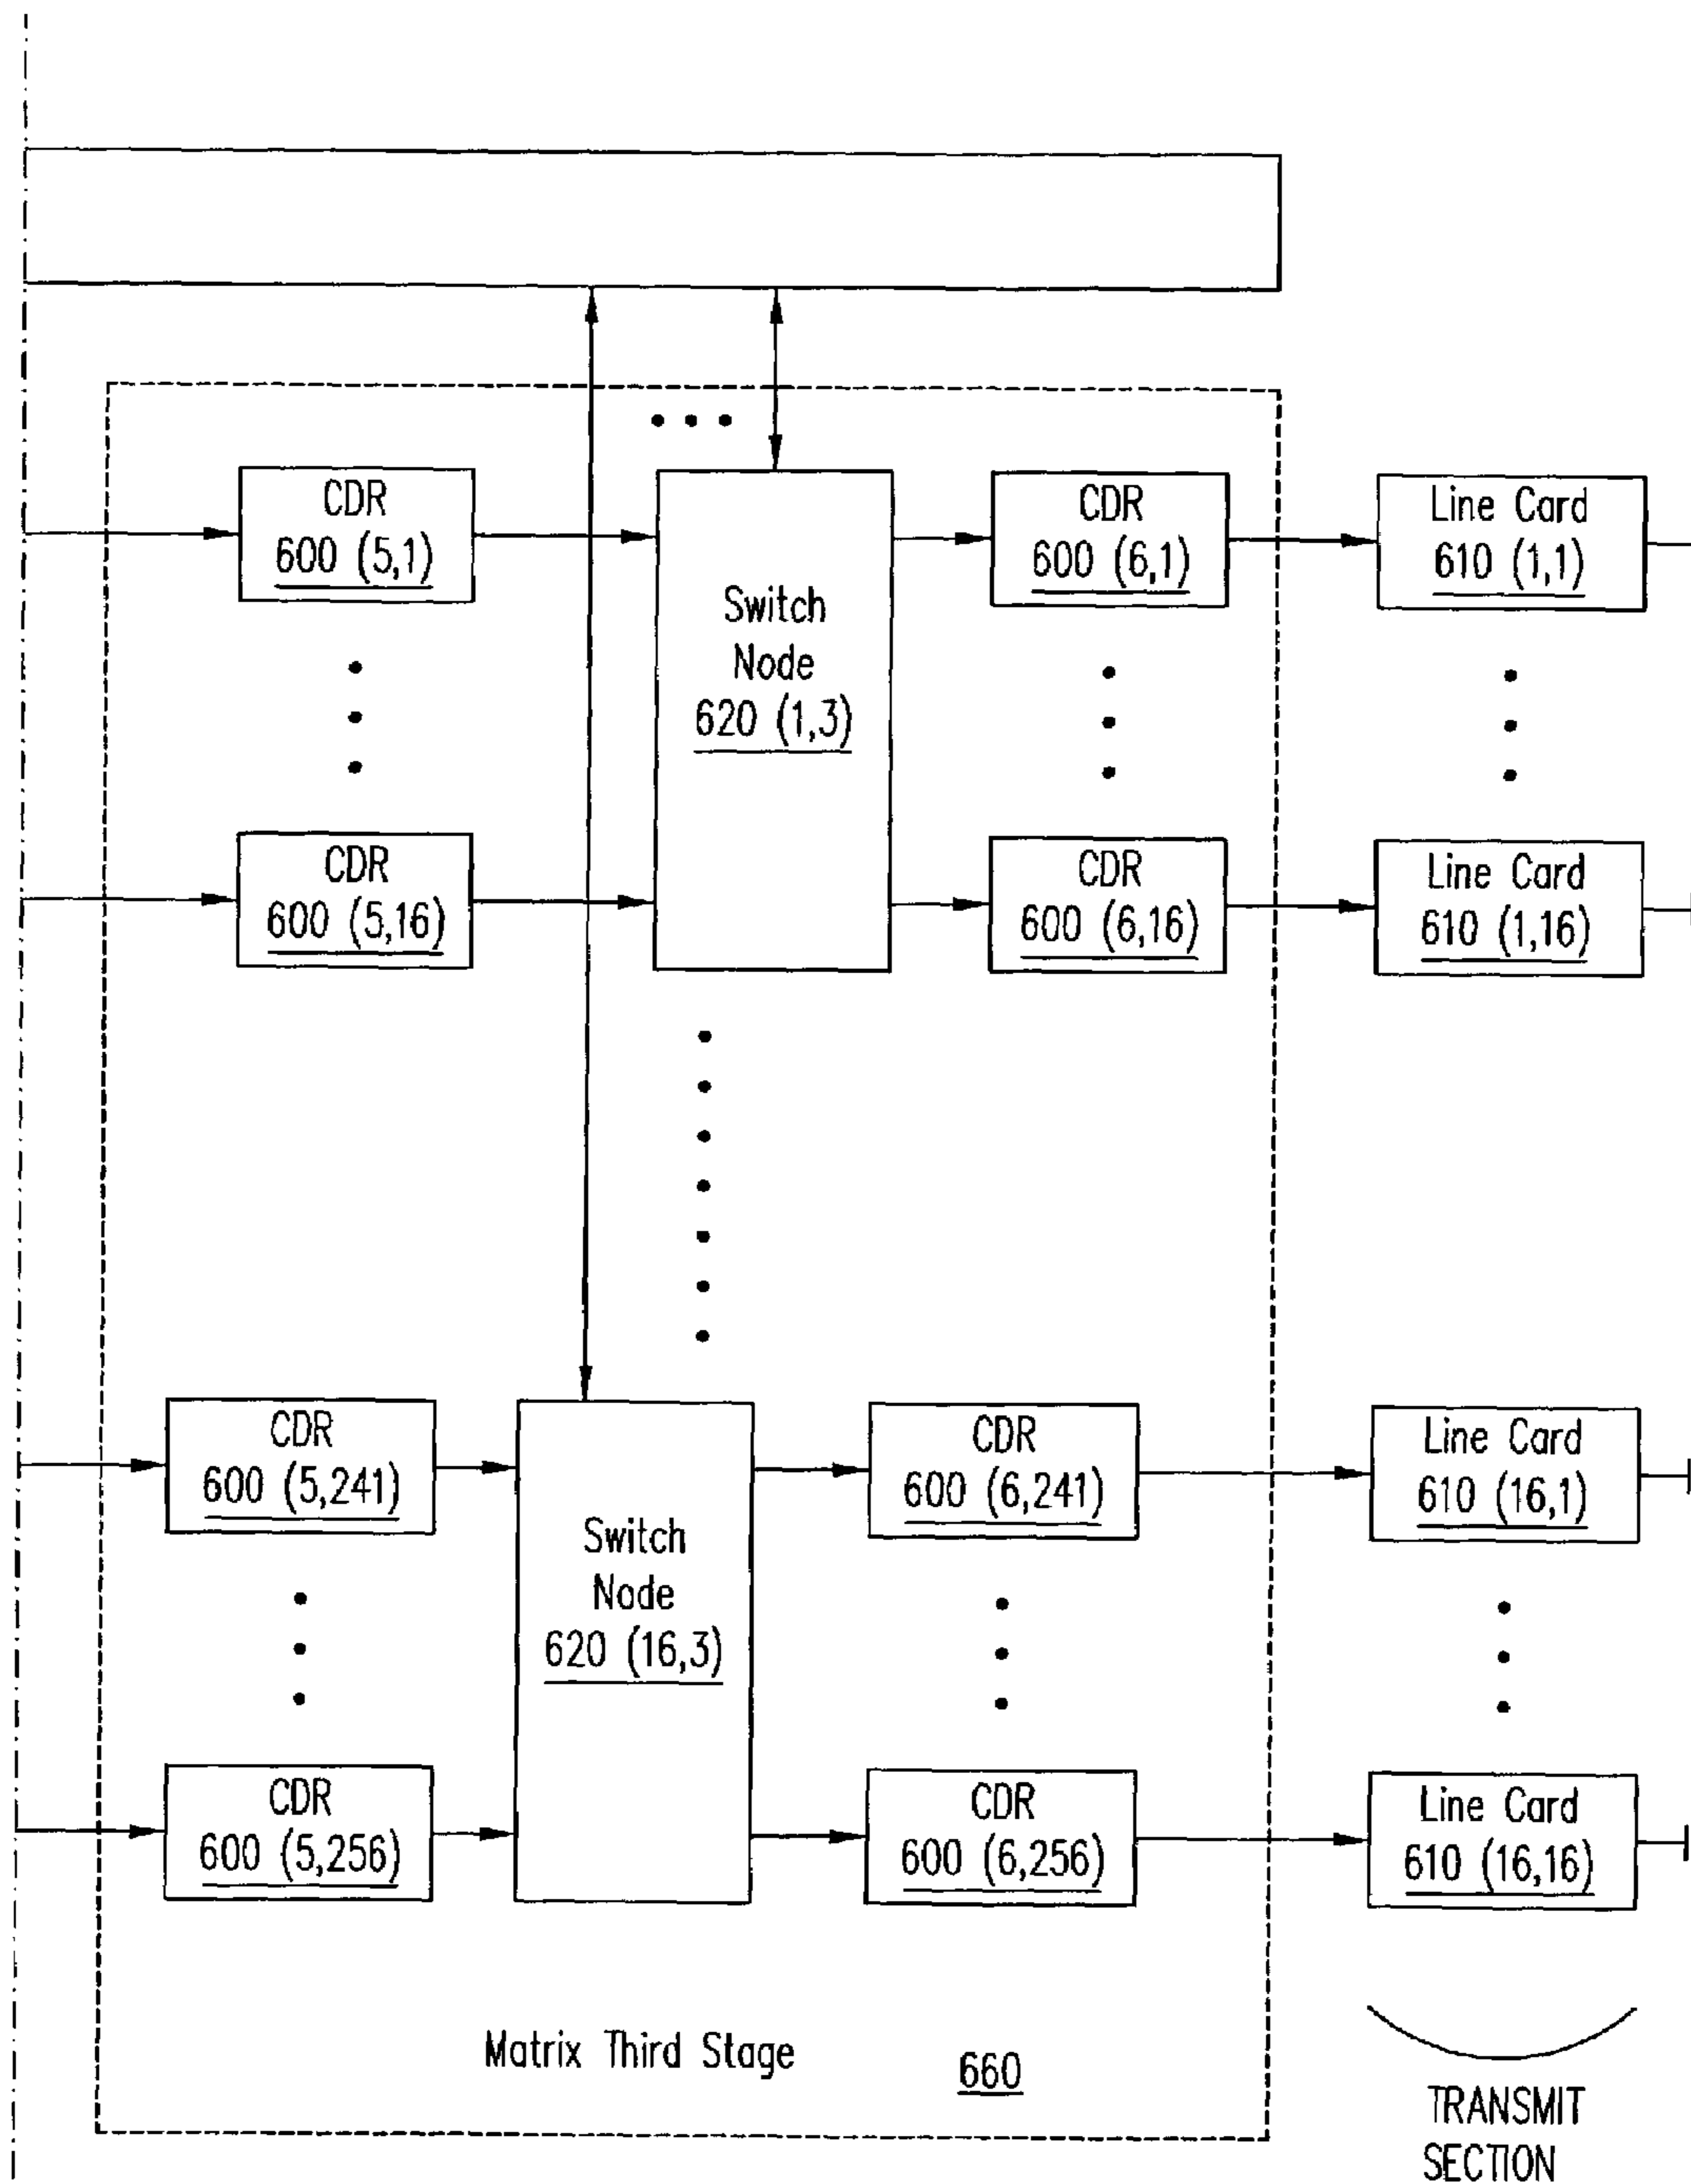 CDR
600 (5,1)
Switch
Node
620 (1,3)
CDR
600 (6,1)
Line Card
610 (1,1)
CDR
600 (5,16)
CDR
600 (6,16)
Line Card
610 (1,16)
CDR
600 (5,241)
Switch
Node
620 (16,3)
CDR
600 (6,241)
Line Card
610 (16,1)
CDR
600 (5,256)
CDR
600 (6,256)
Line Card
610 (16,16)
Matrix Third Stage
660
TRANSMIT
SECTION